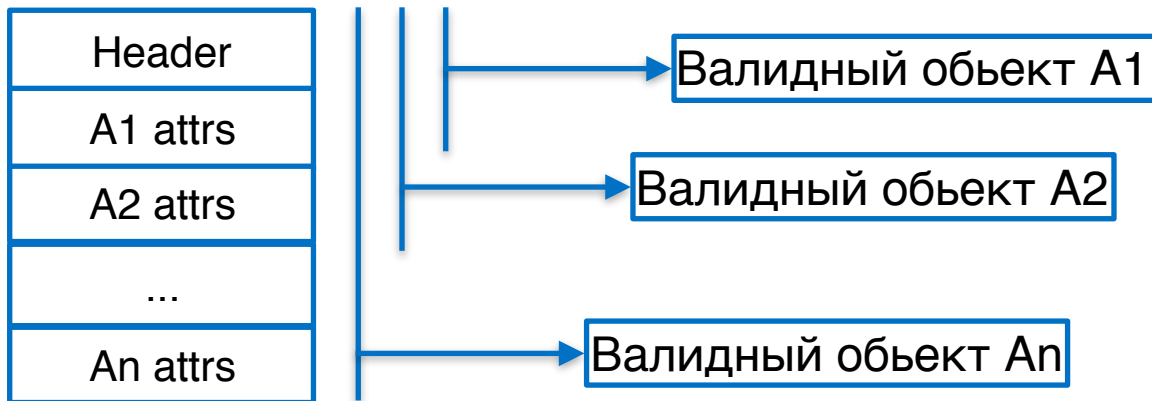 Header
A1 attrs
A2 attrs
...
An attrs
Валидный обьект A1
Валидный обьект A2
Валидный обьект An